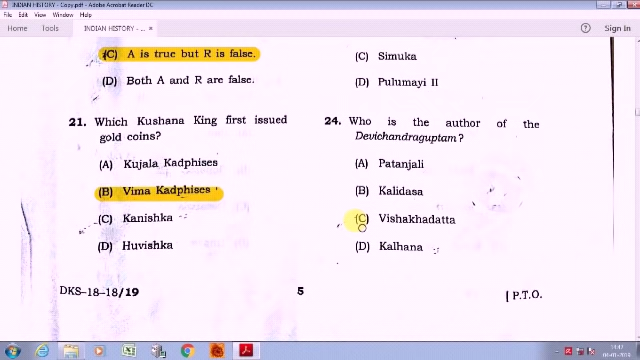 INDIAN HISTORY - Copy.pdf - Adobe Acrobat Reader DC
File Edit View Window Help
Home Tools INDIAN HISTORY - ... × ? Sign In
(C) A is true but R is false.
(D) Both A and R are false.
21. Which Kushana King first issued
gold coins?
(A) Kujala Kadphises
(B) Vima Kadphises
(C) Kanishka
(D) Huvishka
DKS-18-18/19
5
(C) Simuka
(D) Pulumayi II
24. Who is the author of the
Devichandraguptam?
(A) Patanjali
(B) Kalidasa
(C) Vishakhadatta
(D) Kalhana
[ P.T.O.